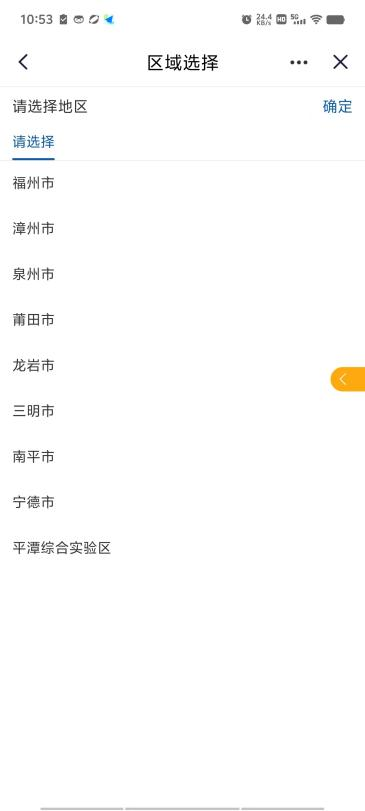 10:53
24.4
KB/s
HD
5G
区域选择
请选择地区
确定
请选择
福州市
漳州市
泉州市
莆田市
龙岩市
三明市
南平市
宁德市
平潭综合实验区